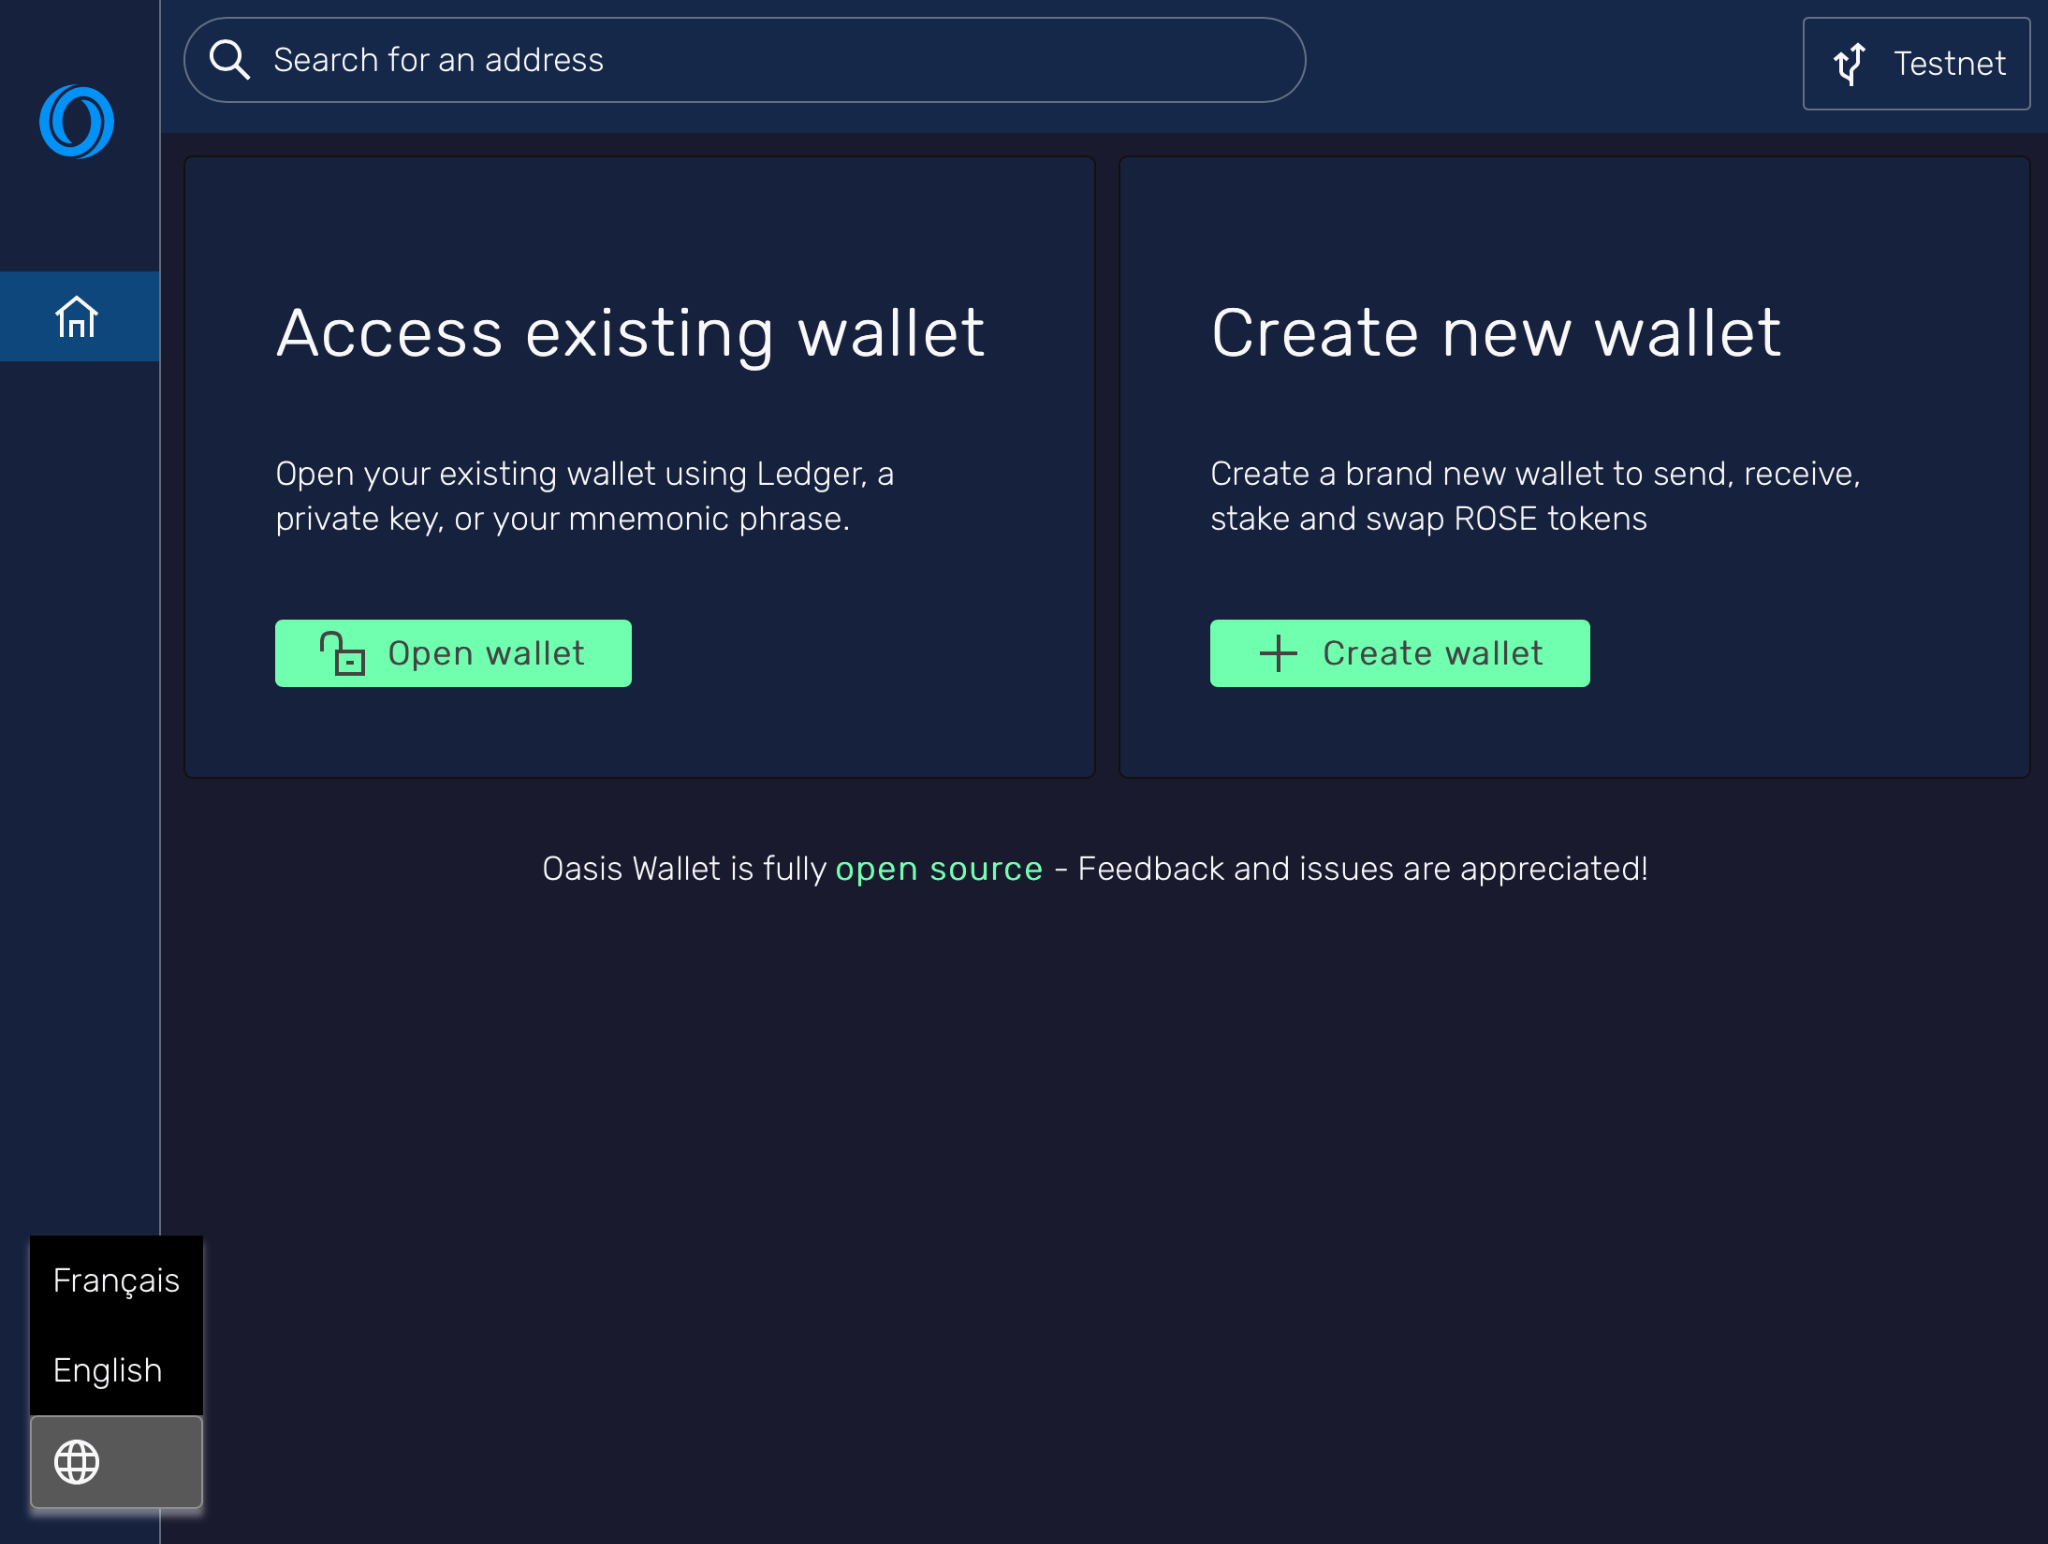 Search for an address
Testnet
Access existing wallet
Open your existing wallet using Ledger, a
private key, or your mnemonic phrase.
Open wallet
Create new wallet
Create a brand new wallet to send, receive,
stake and swap ROSE tokens
Create wallet
Oasis Wallet is fully open source - Feedback and issues are appreciated!
Français
English